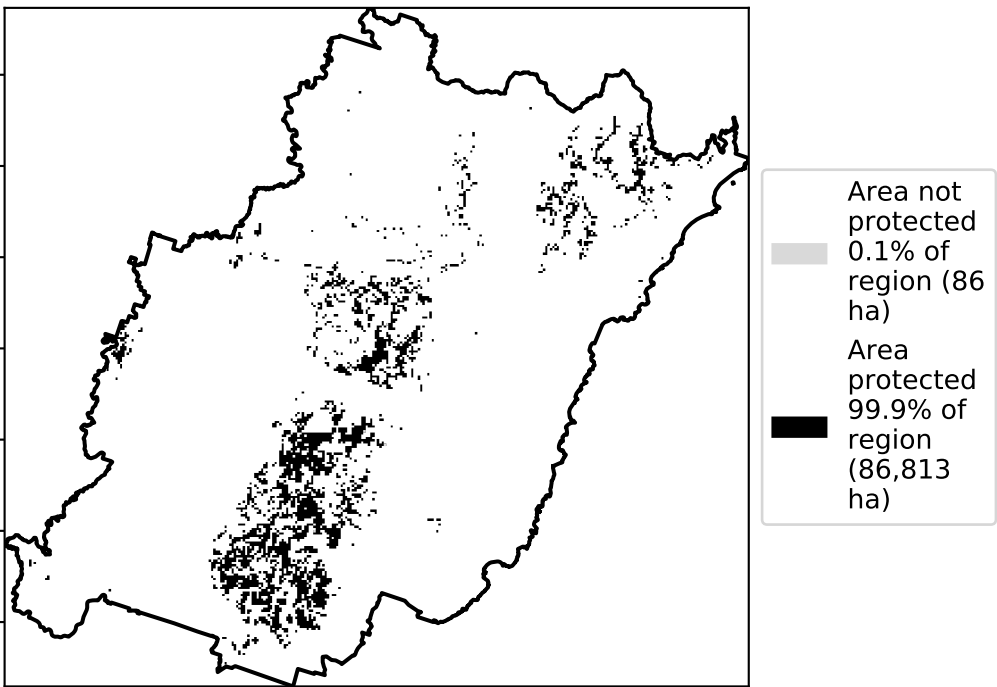 Area not
protected
0.1% of
region (86
ha)
Area
protected
99.9% of
region
(86,813
ha)